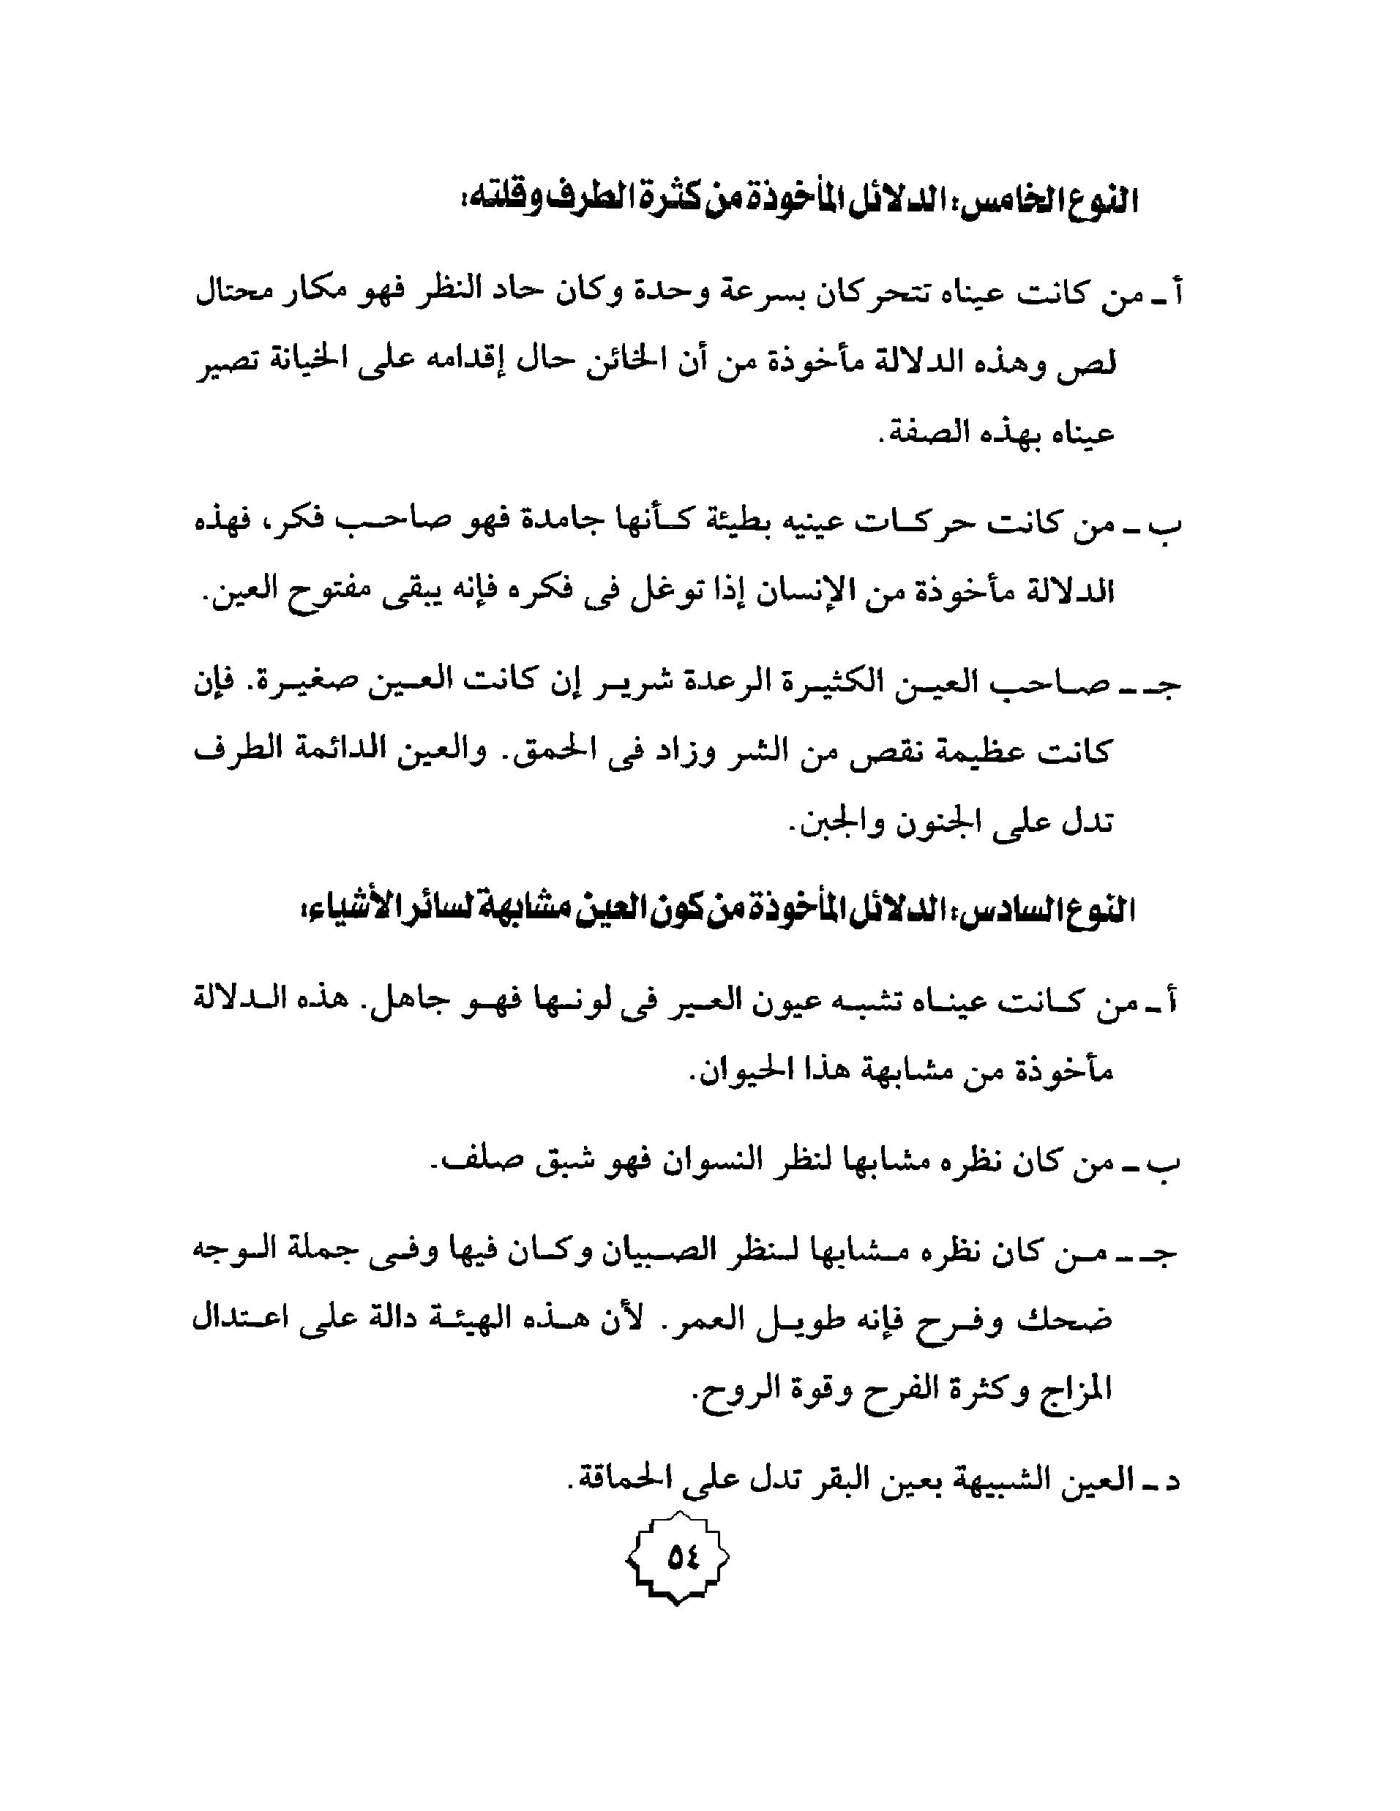 النوع الخامس: الدلائل المأخوذة من كثرة الطرف وقلته:
أ ـ من كانت عيناه تتحركان بسرعة وحدة وكان حاد النظر فهو مكار محتال
لص وهذه الدلالة مأخوذة من أن الخائن حال إقدامه على الخيانة تصير
عيناه بهذه الصفة.
ب ـ من كانت حركات عينيه بطيئة كأنها جامدة فهو صاحب فكر، فهذه
الدلالة مأخوذة من الإنسان إذا توغل فى فكره فإنه يبقى مفتوح العين.
جـ ـ صاحب العين الكثيرة الرعدة شرير إن كانت العين صغيرة. فإن
كانت عظيمة نقص من الشر وزاد فى الحمق. والعين الدائمة الطرف
تدل على الجنون والجبن.
النوع السادس: الدلائل المأخوذة من كون العين مشابهة لسائر الأشياء:
أ ـ من كانت عيناه تشبه عيون العير فى لونها فهو جاهل. هذه الدلالة
مأخوذة من مشابهة هذا الحيوان.
ب ـ من كان نظره مشابها لنظر النسوان فهو شبق صلف.
جـ ـ من كان نظره مشابها لنظر الصبيان وكان فيها وفى جملة الوجه
ضحك وفرح فإنه طويل العمر. لأن هذه الهيئة دالة على اعتدال
المزاج وكثرة الفرح وقوة الروح.
د ـ العين الشبيهة بعين البقر تدل على الحماقة.
٥٤